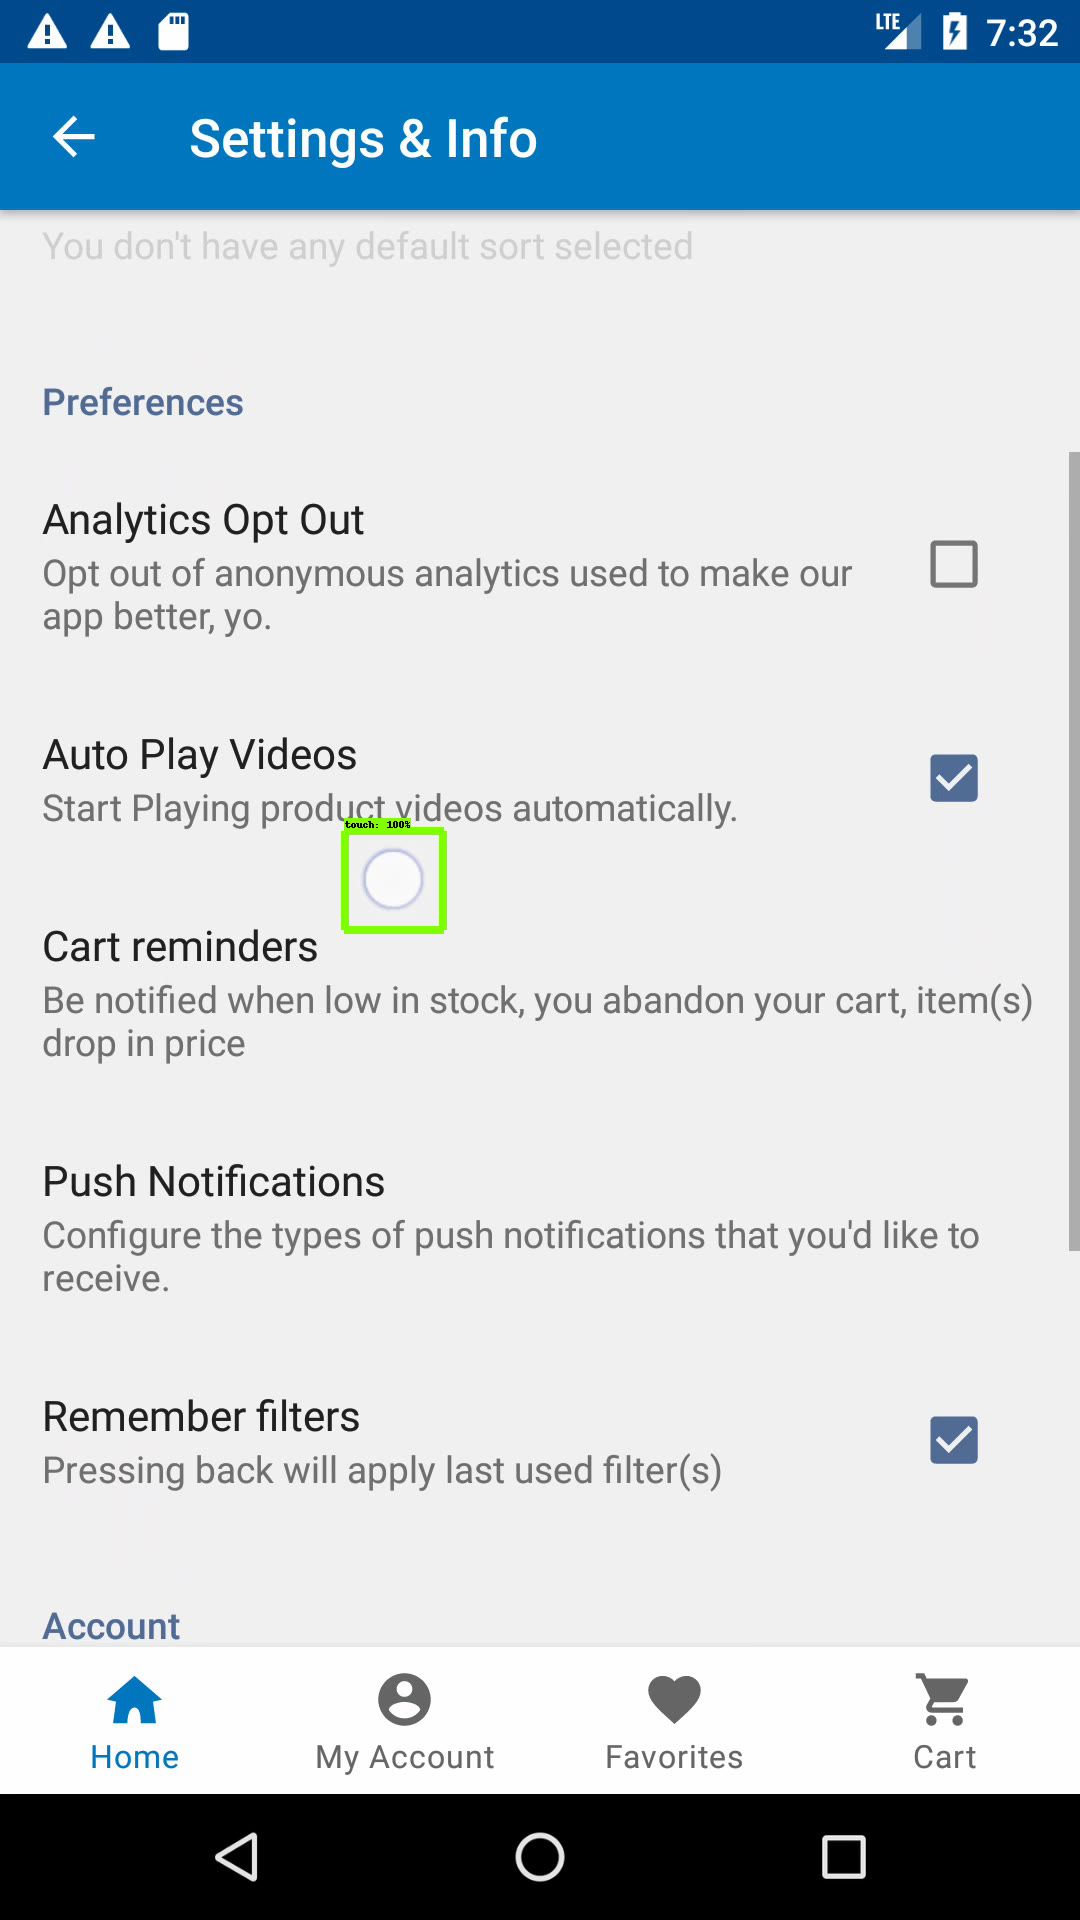 LTE 7:32
Settings & Info
You don't have any default sort selected
Preferences
Analytics Opt Out
Opt out of anonymous analytics used to make our
app better, yo.
Auto Play Videos
Start Playing product videos automatically.
touch: 100%
Cart reminders
Be notified when low in stock, you abandon your cart, item(s)
drop in price
Push Notifications
Configure the types of push notifications that you'd like to
receive.
Remember filters
Pressing back will apply last used filter(s)
Account
Home
My Account
Favorites
Cart